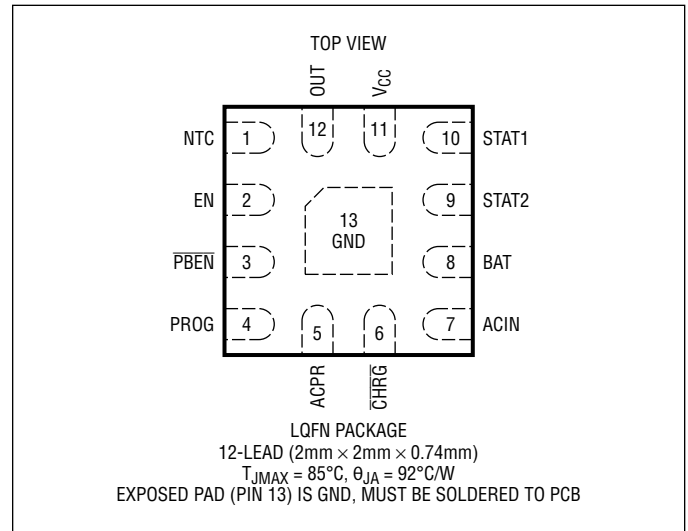 TOP VIEW
OUT
VCC
12
11
NTC 1
10 STAT1
EN 2
9 STAT2
13
GND
PBEN 3
8 BAT
PROG 4
7 ACIN
5
6
ACPR
CHRG
LQFN PACKAGE
12-LEAD (2mm × 2mm × 0.74mm)
TJMAX = 85°C, θJA = 92°C/W
EXPOSED PAD (PIN 13) IS GND, MUST BE SOLDERED TO PCB